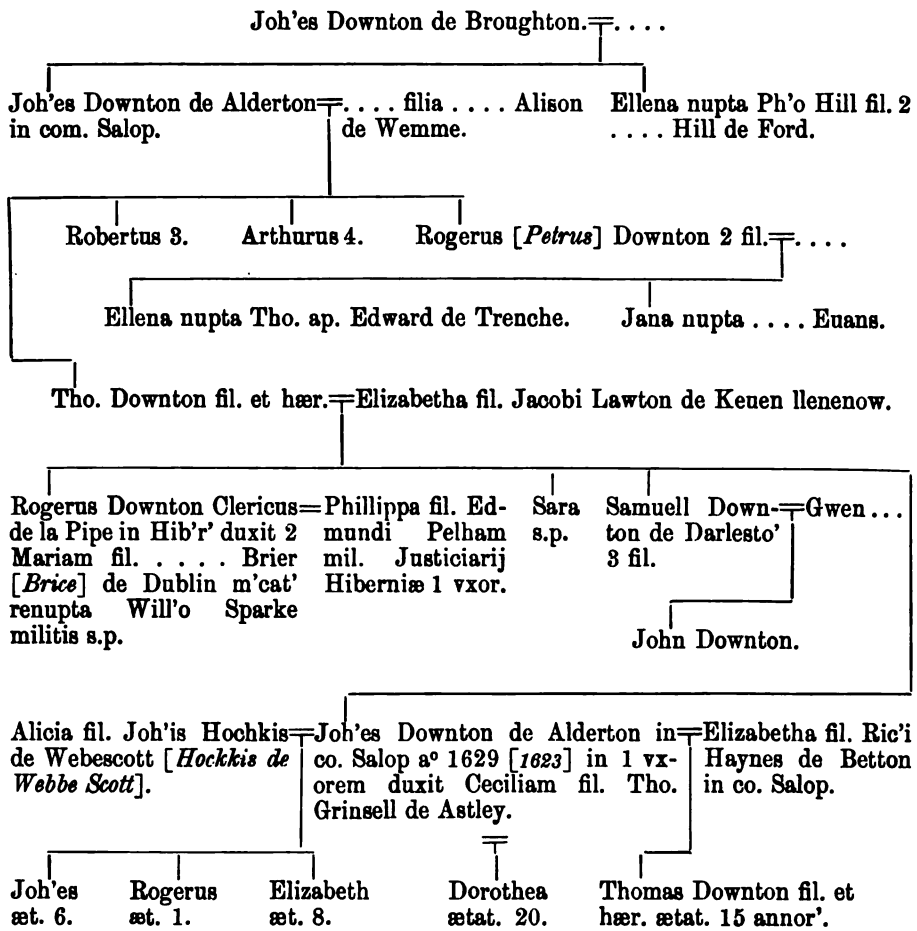 Joh'es Downton de Broughton.=. . . .
Joh'es Downton de Alderton=. . . . filia . . . . Alison
in com. Salop. de Wemme.
Ellena nupta Ph'o Hill fil. 2
. . . . Hill de Ford.
Robertus 3.
Arthurus 4.
Rogerus [Petrus] Downton 2 fil.=. . . .
Ellena nupta Tho. ap. Edward de Trenche.
Jana nupta . . . . Euans.
Tho. Downton fil. et hær.=Elizabetha fil. Jacobi Lawton de Keuen llenenow.
Rogerus Downton Clericus=
de la Pipe in Hib'r' duxit 2
Mariam fil. . . . . Brier
[Brice] de Dublin m'cat'
renupta Will'o Sparke
militis s.p.
Phillippa fil. Ed-
mundi Pelham
mil. Justiciarij
Hiberniæ 1 vxor.
Sara
s.p.
Samuell Down-=Gwen ...
ton de Darlesto'
3 fil.
John Downton.
Alicia fil. Joh'is Hochkis=
de Webescott [Hockkis de
Webbe Scott].
Joh'es Downton de Alderton in=
co. Salop aº 1629 [1623] in 1 vx-
orem duxit Ceciliam fil. Tho.
Grinsell de Astley.
=
Elizabetha fil. Ric'i
Haynes de Betton
in co. Salop.
Joh'es
æt. 6.
Rogerus
æt. 1.
Elizabeth
æt. 8.
Dorothea
ætat. 20.
Thomas Downton fil. et
hær. ætat. 15 annor'.